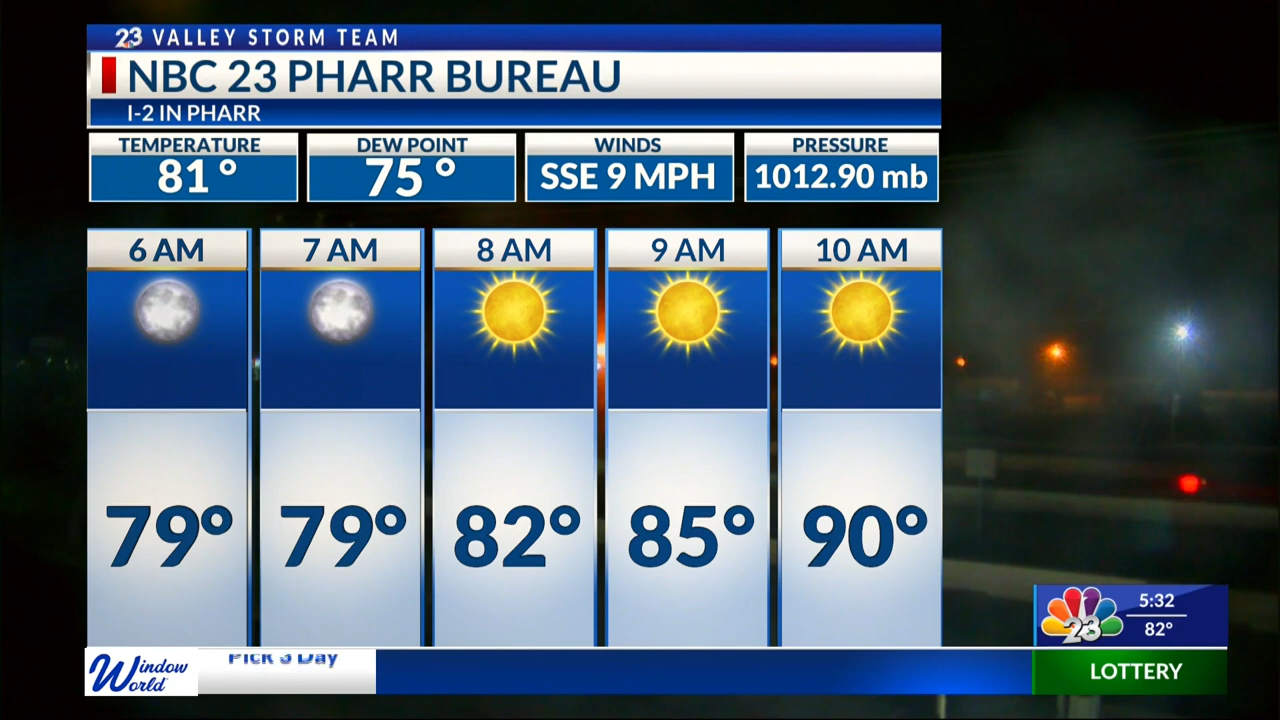 23 VALLEY STORM TEAM
NBC 23 PHARR BUREAU
I-2 IN PHARR
TEMPERATURE
81°
DEW POINT
75°
WINDS
SSE 9 MPH
PRESSURE
1012.90 mb
6 AM
7 AM
8 AM
9 AM
10 AM
79°
79°
82°
85°
90°
23
5:32
82°
Window
World
Pick 3 Day
LOTTERY